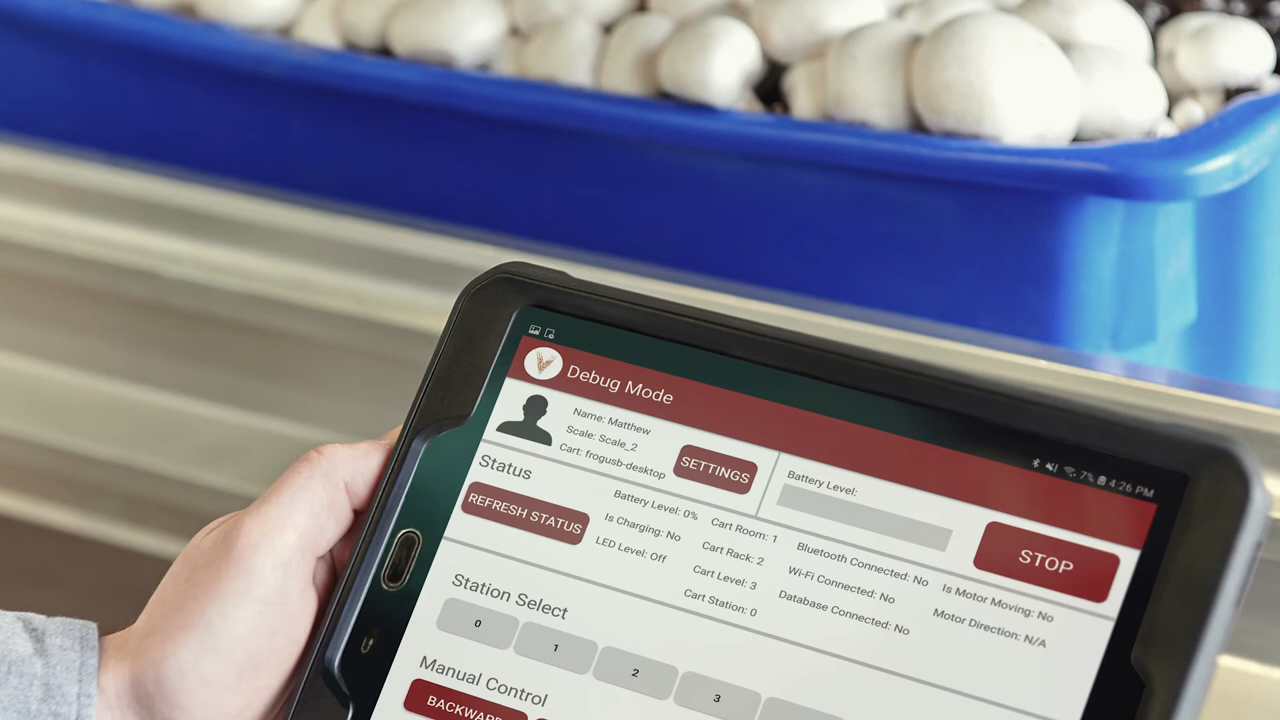 7% 4:26 PM
Debug Mode
Name: Matthew
Scale: Scale_2
Cart: frogusb-desktop
SETTINGS
Battery Level:
STOP
Status
REFRESH STATUS
Battery Level: 0%
Is Charging: No
LED Level: Off
Cart Room: 1
Cart Rack: 2
Cart Level: 3
Cart Station: 0
Bluetooth Connected: No
Wi-Fi Connected: No
Database Connected: No
Is Motor Moving: No
Motor Direction: N/A
Station Select
0
1
2
3
Manual Control
BACKWARD